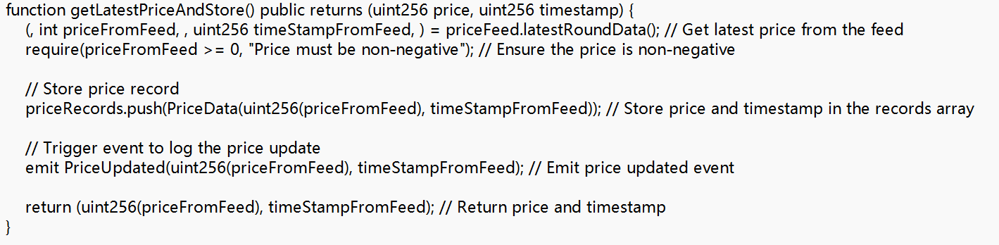 function getLatestPriceAndStore() public returns (uint256 price, uint256 timestamp) {
(, int priceFromFeed, , uint256 timeStampFromFeed, ) = priceFeed.latestRoundData(); // Get latest price from the feed
require(priceFromFeed >= 0, "Price must be non-negative"); // Ensure the price is non-negative
// Store price record
priceRecords.push(PriceData(uint256(priceFromFeed), timeStampFromFeed)); // Store price and timestamp in the records array
// Trigger event to log the price update
emit PriceUpdated(uint256(priceFromFeed), timeStampFromFeed); // Emit price updated event
return (uint256(priceFromFeed), timeStampFromFeed); // Return price and timestamp
}